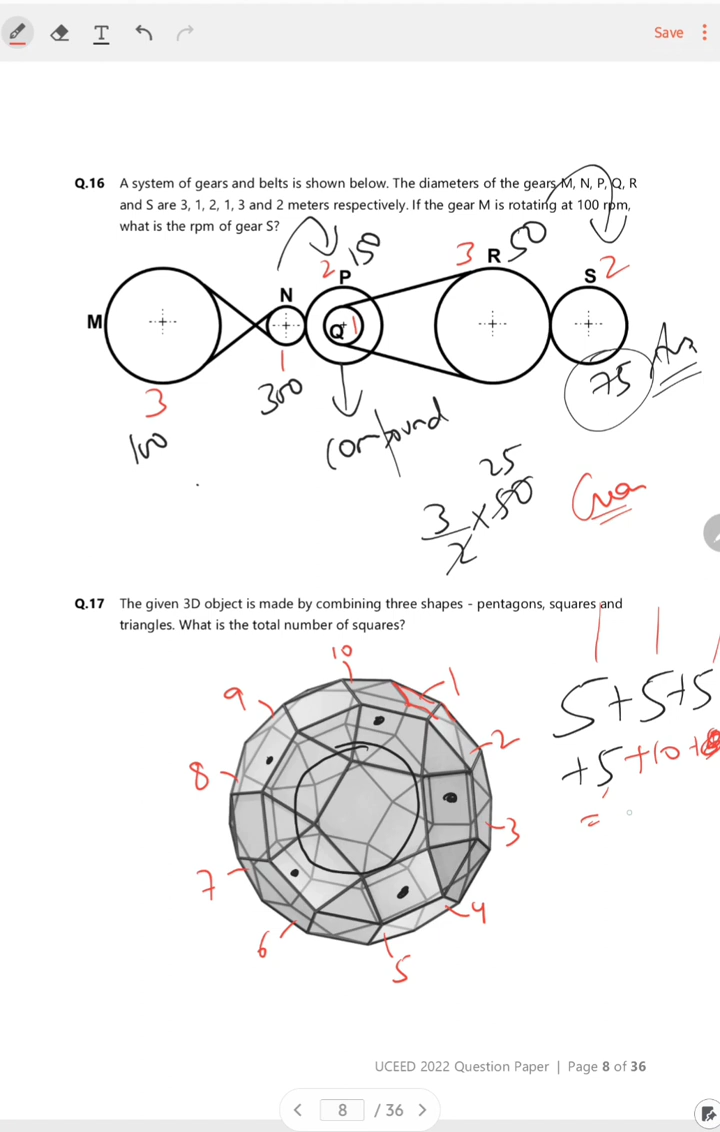 T Save
Q.16 A system of gears and belts is shown below. The diameters of the gears M, N, P, Q, R
and S are 3, 1, 2, 1, 3 and 2 meters respectively. If the gear M is rotating at 100 rpm,
what is the rpm of gear S?
2 150 3 R 50 S 2
N P
M Q 1
1 75 Ans
3 300
100 compound
25
3/2 × 50
Q.17 The given 3D object is made by combining three shapes - pentagons, squares and
triangles. What is the total number of squares?
10
9 1 5+5+5
8 2 +5+10+
3 =
7
4
6 5
UCEED 2022 Question Paper | Page 8 of 36
< 8 / 36 >